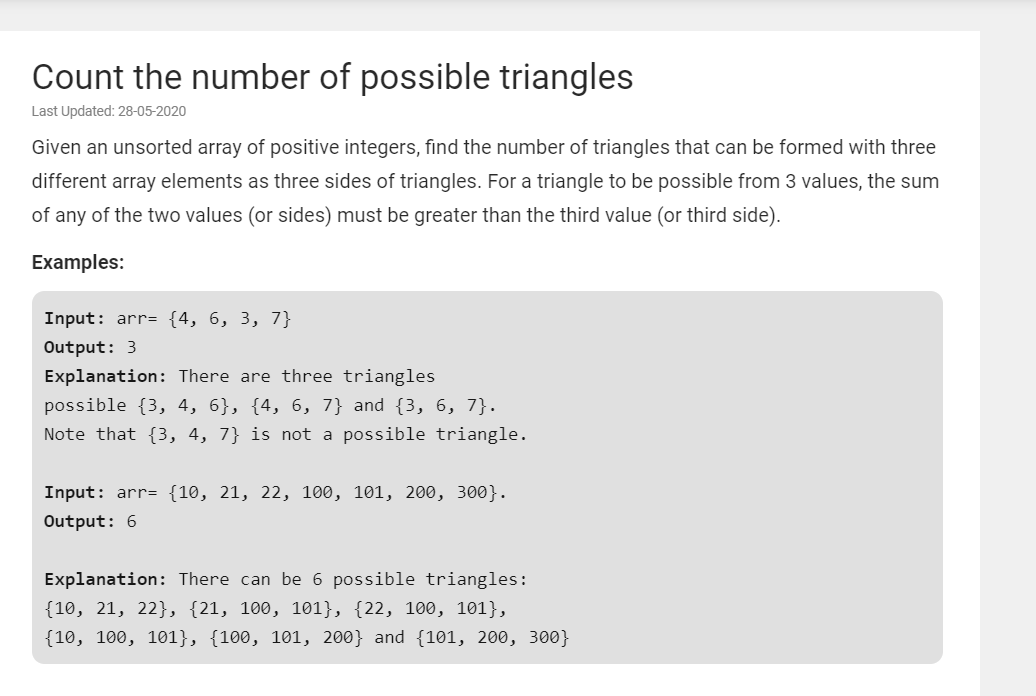 Count the number of possible triangles
Last Updated: 28-05-2020
Given an unsorted array of positive integers, find the number of triangles that can be formed with three
different array elements as three sides of triangles. For a triangle to be possible from 3 values, the sum
of any of the two values (or sides) must be greater than the third value (or third side).
Examples:
Input: arr= {4, 6, 3, 7}
Output: 3
Explanation: There are three triangles
possible {3, 4, 6}, {4, 6, 7} and {3, 6, 7}.
Note that {3, 4, 7} is not a possible triangle.
Input: arr= {10, 21, 22, 100, 101, 200, 300}.
Output: 6
Explanation: There can be 6 possible triangles:
{10, 21, 22}, {21, 100, 101}, {22, 100, 101},
{10, 100, 101}, {100, 101, 200} and {101, 200, 300}